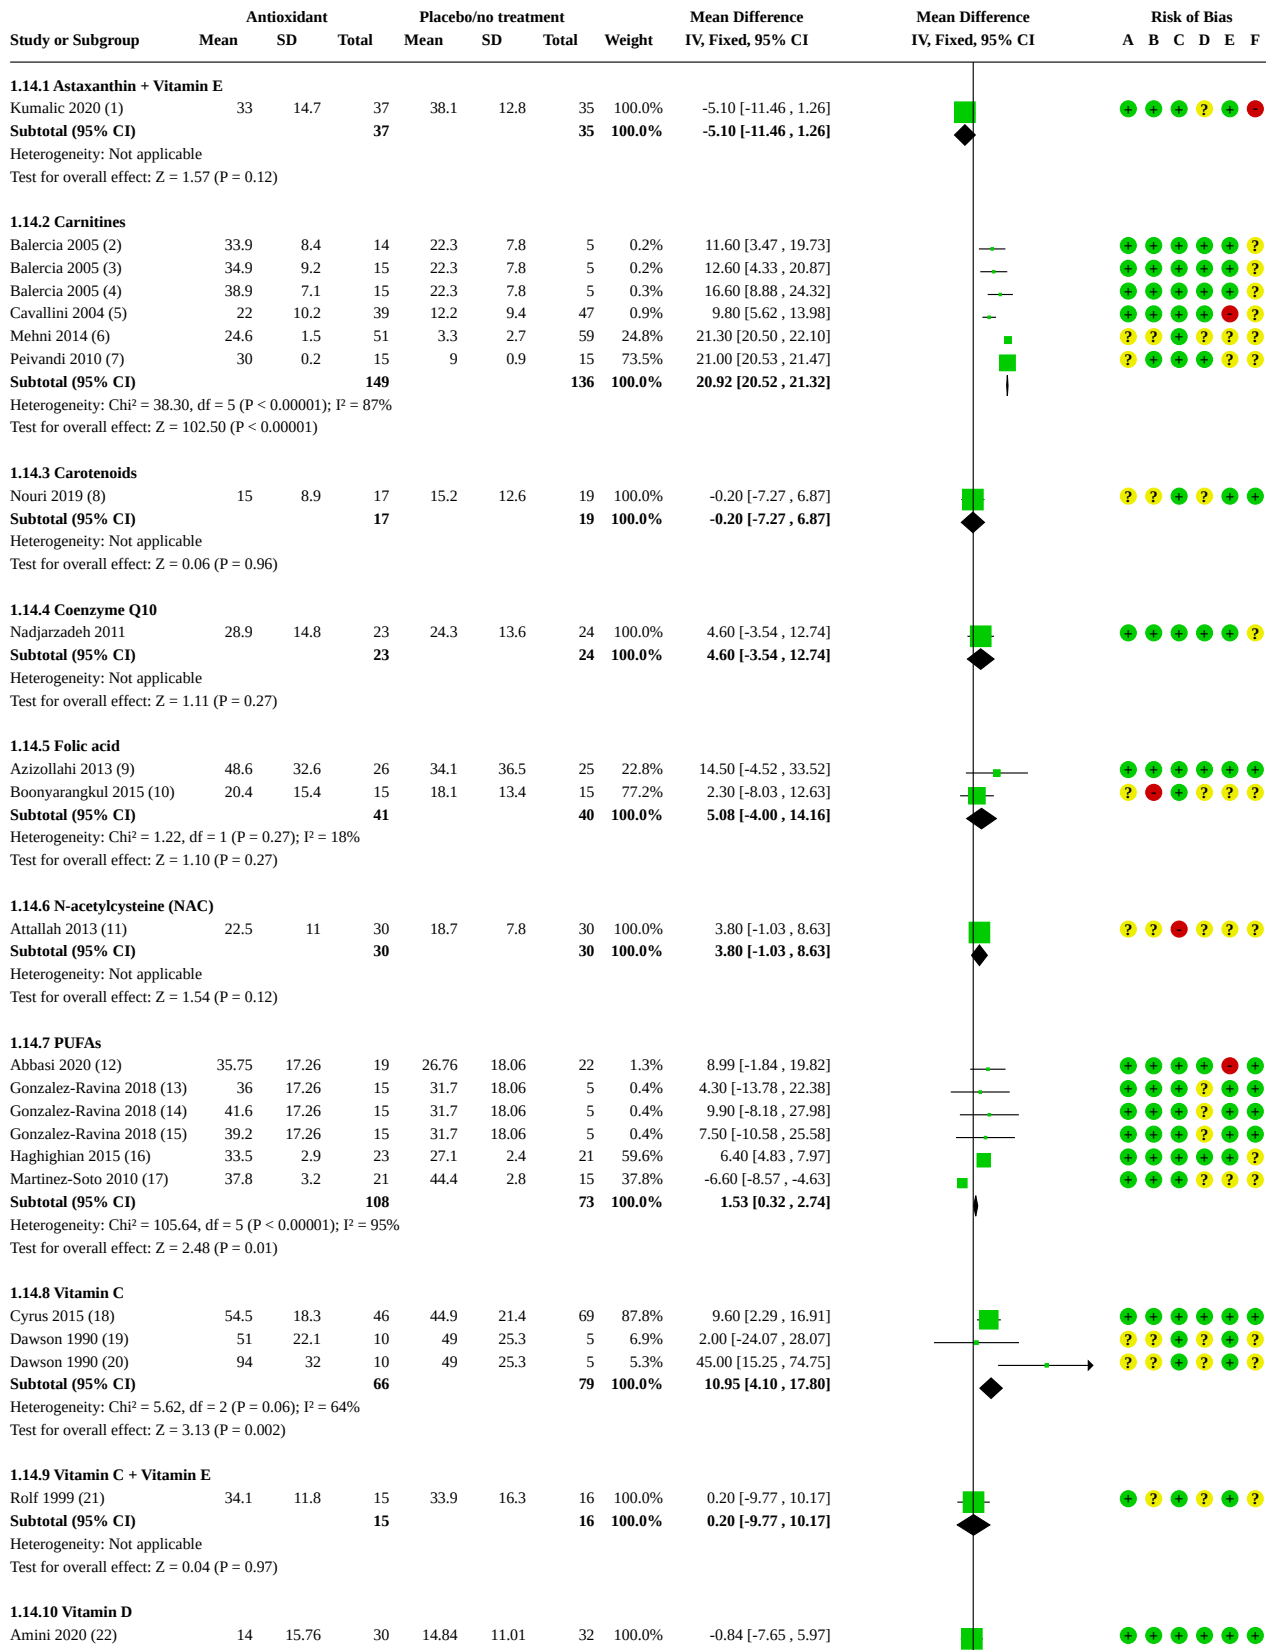 Antioxidant Placebo/no treatment Mean Difference Mean Difference Risk of Bias
Study or Subgroup Mean SD Total Mean SD Total Weight IV, Fixed, 95% CI IV, Fixed, 95% CI A B C D E F
1.14.1 Astaxanthin + Vitamin E
Kumalic 2020 (1) 33 14.7 37 38.1 12.8 35 100.0% -5.10 [-11.46 , 1.26] + + + ? + -
Subtotal (95% CI) 37 35 100.0% -5.10 [-11.46 , 1.26]
Heterogeneity: Not applicable
Test for overall effect: Z = 1.57 (P = 0.12)
1.14.2 Carnitines
Balercia 2005 (2) 33.9 8.4 14 22.3 7.8 5 0.2% 11.60 [3.47 , 19.73] + + + + + ?
Balercia 2005 (3) 34.9 9.2 15 22.3 7.8 5 0.2% 12.60 [4.33 , 20.87] + + + + + ?
Balercia 2005 (4) 38.9 7.1 15 22.3 7.8 5 0.3% 16.60 [8.88 , 24.32] + + + + + ?
Cavallini 2004 (5) 22 10.2 39 12.2 9.4 47 0.9% 9.80 [5.62 , 13.98] + + + + - ?
Mehni 2014 (6) 24.6 1.5 51 3.3 2.7 59 24.8% 21.30 [20.50 , 22.10] ? ? + ? ? ?
Peivandi 2010 (7) 30 0.2 15 9 0.9 15 73.5% 21.00 [20.53 , 21.47] ? + + + ? ?
Subtotal (95% CI) 149 136 100.0% 20.92 [20.52 , 21.32]
Heterogeneity: Chi² = 38.30, df = 5 (P < 0.00001); I² = 87%
Test for overall effect: Z = 102.50 (P < 0.00001)
1.14.3 Carotenoids
Nouri 2019 (8) 15 8.9 17 15.2 12.6 19 100.0% -0.20 [-7.27 , 6.87] ? ? + ? + +
Subtotal (95% CI) 17 19 100.0% -0.20 [-7.27 , 6.87]
Heterogeneity: Not applicable
Test for overall effect: Z = 0.06 (P = 0.96)
1.14.4 Coenzyme Q10
Nadjarzadeh 2011 28.9 14.8 23 24.3 13.6 24 100.0% 4.60 [-3.54 , 12.74] + + + + + ?
Subtotal (95% CI) 23 24 100.0% 4.60 [-3.54 , 12.74]
Heterogeneity: Not applicable
Test for overall effect: Z = 1.11 (P = 0.27)
1.14.5 Folic acid
Azizollahi 2013 (9) 48.6 32.6 26 34.1 36.5 25 22.8% 14.50 [-4.52 , 33.52] + + + + + +
Boonyarangkul 2015 (10) 20.4 15.4 15 18.1 13.4 15 77.2% 2.30 [-8.03 , 12.63] ? - + ? ? ?
Subtotal (95% CI) 41 40 100.0% 5.08 [-4.00 , 14.16]
Heterogeneity: Chi² = 1.22, df = 1 (P = 0.27); I² = 18%
Test for overall effect: Z = 1.10 (P = 0.27)
1.14.6 N-acetylcysteine (NAC)
Attallah 2013 (11) 22.5 11 30 18.7 7.8 30 100.0% 3.80 [-1.03 , 8.63] ? ? - ? ? ?
Subtotal (95% CI) 30 30 100.0% 3.80 [-1.03 , 8.63]
Heterogeneity: Not applicable
Test for overall effect: Z = 1.54 (P = 0.12)
1.14.7 PUFAs
Abbasi 2020 (12) 35.75 17.26 19 26.76 18.06 22 1.3% 8.99 [-1.84 , 19.82] + + + + - +
Gonzalez-Ravina 2018 (13) 36 17.26 15 31.7 18.06 5 0.4% 4.30 [-13.78 , 22.38] + + + ? + +
Gonzalez-Ravina 2018 (14) 41.6 17.26 15 31.7 18.06 5 0.4% 9.90 [-8.18 , 27.98] + + + ? + +
Gonzalez-Ravina 2018 (15) 39.2 17.26 15 31.7 18.06 5 0.4% 7.50 [-10.58 , 25.58] + + + ? + +
Haghighian 2015 (16) 33.5 2.9 23 27.1 2.4 21 59.6% 6.40 [4.83 , 7.97] + + + + + ?
Martinez-Soto 2010 (17) 37.8 3.2 21 44.4 2.8 15 37.8% -6.60 [-8.57 , -4.63] + + + ? ? ?
Subtotal (95% CI) 108 73 100.0% 1.53 [0.32 , 2.74]
Heterogeneity: Chi² = 105.64, df = 5 (P < 0.00001); I² = 95%
Test for overall effect: Z = 2.48 (P = 0.01)
1.14.8 Vitamin C
Cyrus 2015 (18) 54.5 18.3 46 44.9 21.4 69 87.8% 9.60 [2.29 , 16.91] + + + + + +
Dawson 1990 (19) 51 22.1 10 49 25.3 5 6.9% 2.00 [-24.07 , 28.07] ? ? + ? + ?
Dawson 1990 (20) 94 32 10 49 25.3 5 5.3% 45.00 [15.25 , 74.75] ? ? + ? + ?
Subtotal (95% CI) 66 79 100.0% 10.95 [4.10 , 17.80]
Heterogeneity: Chi² = 5.62, df = 2 (P = 0.06); I² = 64%
Test for overall effect: Z = 3.13 (P = 0.002)
1.14.9 Vitamin C + Vitamin E
Rolf 1999 (21) 34.1 11.8 15 33.9 16.3 16 100.0% 0.20 [-9.77 , 10.17] + ? + ? + ?
Subtotal (95% CI) 15 16 100.0% 0.20 [-9.77 , 10.17]
Heterogeneity: Not applicable
Test for overall effect: Z = 0.04 (P = 0.97)
1.14.10 Vitamin D
Amini 2020 (22) 14 15.76 30 14.84 11.01 32 100.0% -0.84 [-7.65 , 5.97] + + + + + +